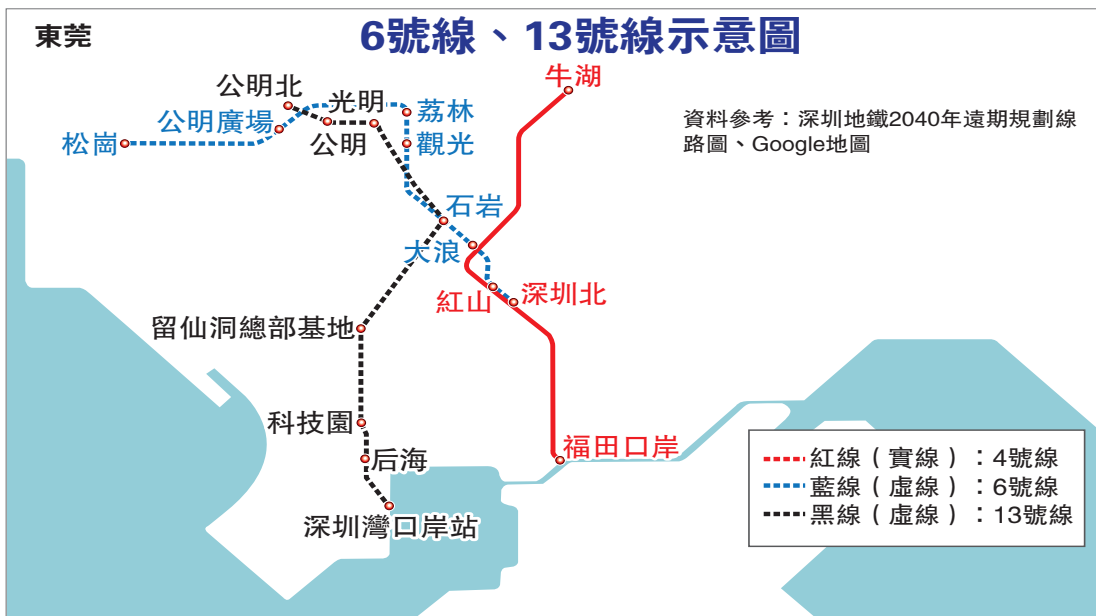 6號線、13號線示意圖
東莞
牛湖
公明北
光明
荔林
資料參考：深圳地鐵2040年遠期規劃線
路圖、Google地圖
公明廣場
松崗
公明
觀光
石岩
大浪
紅山
深圳北
留仙洞總部基地
科技園
福田口岸
后海
深圳灣口岸站
紅線（實線）：4號線
藍線（虛線）：6號線
黑線（虛線）：13號線